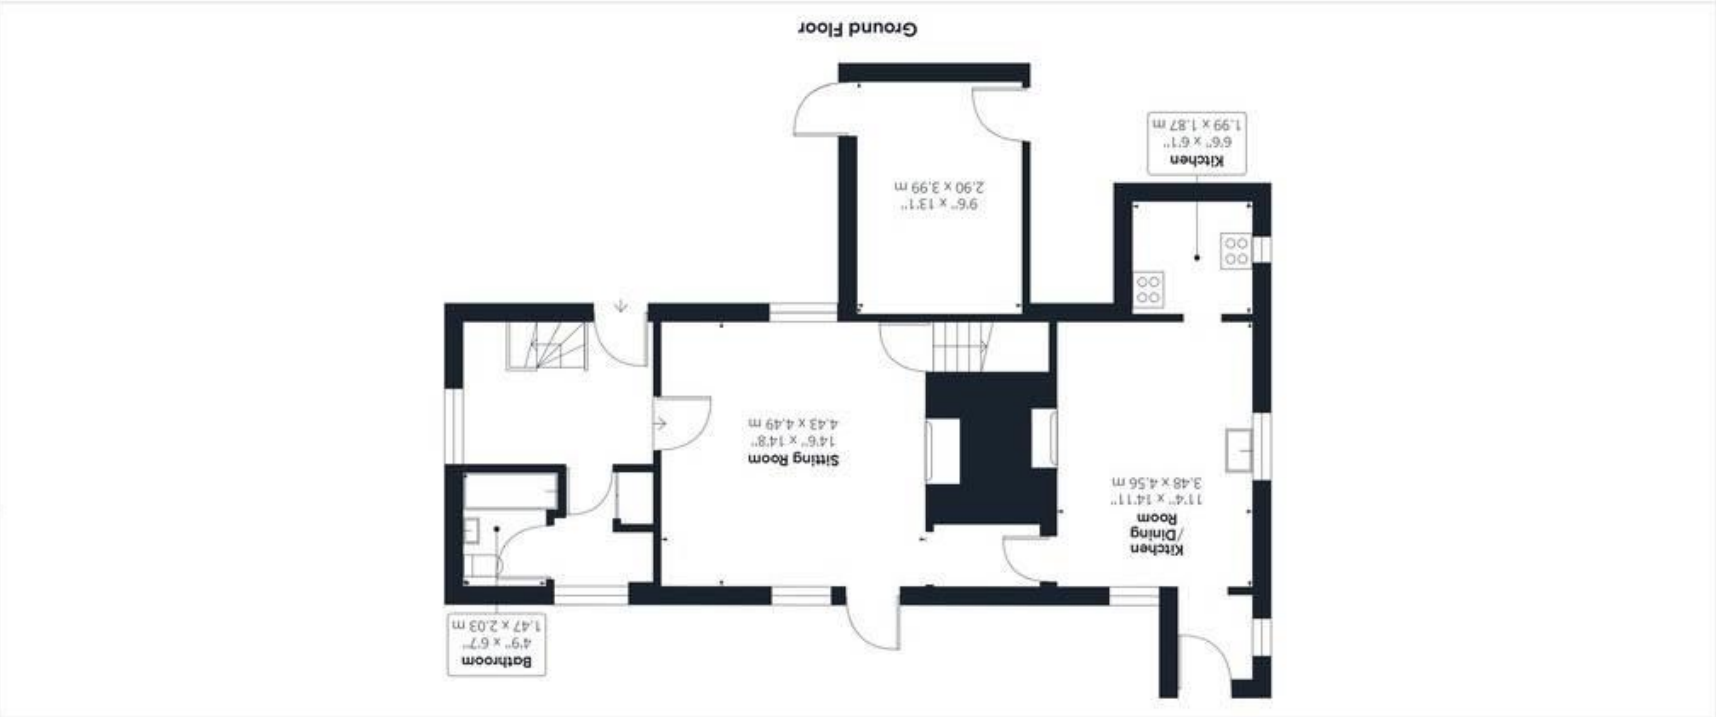 Bathroom
4'9" x 6'7"
1.47 x 2.03 m
Kitchen
/Dining
Room
11'4" x 14'11"
3.48 x 4.56 m
Sitting Room
14'6" x 14'8"
4.43 x 4.49 m
9'6" x 13'1"
2.90 x 3.99 m
Kitchen
6'6" x 6'1"
1.99 x 1.87 m
Ground Floor